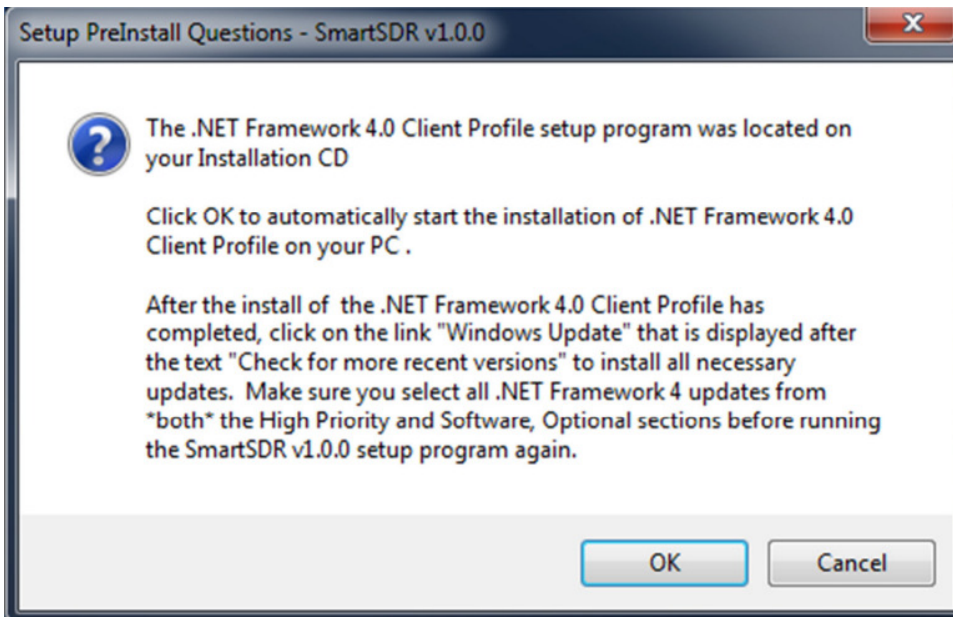 Setup PreInstall Questions - SmartSDR v1.0.0
The .NET Framework 4.0 Client Profile setup program was located on
your Installation CD
Click OK to automatically start the installation of .NET Framework 4.0
Client Profile on your PC .
After the install of  the .NET Framework 4.0 Client Profile has
completed, click on the link "Windows Update" that is displayed after
the text "Check for more recent versions" to install all necessary
updates.  Make sure you select all .NET Framework 4 updates from
*both* the High Priority and Software, Optional sections before running
the SmartSDR v1.0.0 setup program again.
OK
Cancel